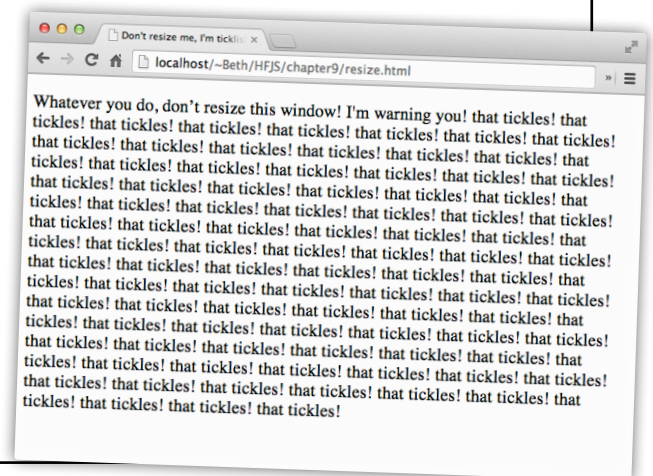 Don't resize me, I'm ticklis
localhost/~Beth/HFJS/chapter9/resize.html
Whatever you do, don't resize this window! I'm warning you! that tickles! that
tickles! that tickles! that tickles! that tickles! that tickles! that tickles! that tickles!
that tickles! that tickles! that tickles! that tickles! that tickles! that tickles! that
tickles! that tickles! that tickles! that tickles! that tickles! that tickles! that tickles!
that tickles! that tickles! that tickles! that tickles! that tickles! that tickles! that
tickles! that tickles! that tickles! that tickles! that tickles! that tickles! that tickles!
that tickles! that tickles! that tickles! that tickles! that tickles! that tickles! that
tickles! that tickles! that tickles! that tickles! that tickles! that tickles! that tickles!
that tickles! that tickles! that tickles! that tickles! that tickles! that tickles! that
tickles! that tickles! that tickles! that tickles! that tickles! that tickles! that tickles!
that tickles! that tickles! that tickles! that tickles! that tickles! that tickles! that
tickles! that tickles! that tickles! that tickles! that tickles! that tickles! that tickles!
that tickles! that tickles! that tickles! that tickles! that tickles! that tickles! that
tickles! that tickles! that tickles! that tickles! that tickles! that tickles! that tickles!
that tickles! that tickles! that tickles! that tickles! that tickles! that tickles! that
tickles! that tickles! that tickles! that tickles!